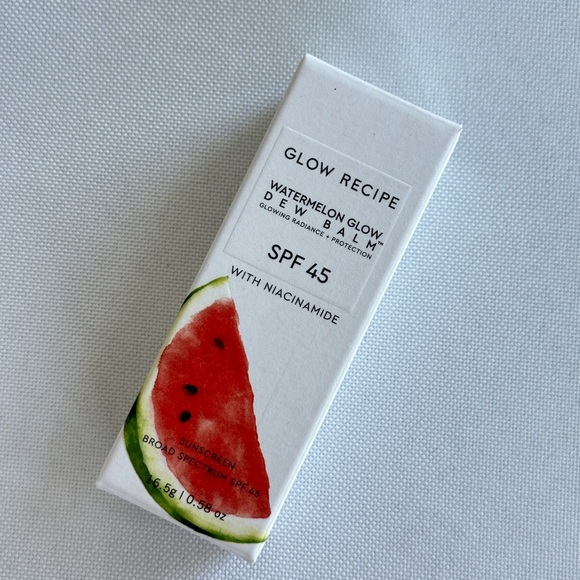 GLOW RECIPE
WATERMELON GLOW
DEW BALM™
GLOWING RADIANCE + PROTECTION
SPF 45
WITH NIACINAMIDE
SUNSCREEN
BROAD SPECTRUM SPF 45
16.5g | 0.58 oz